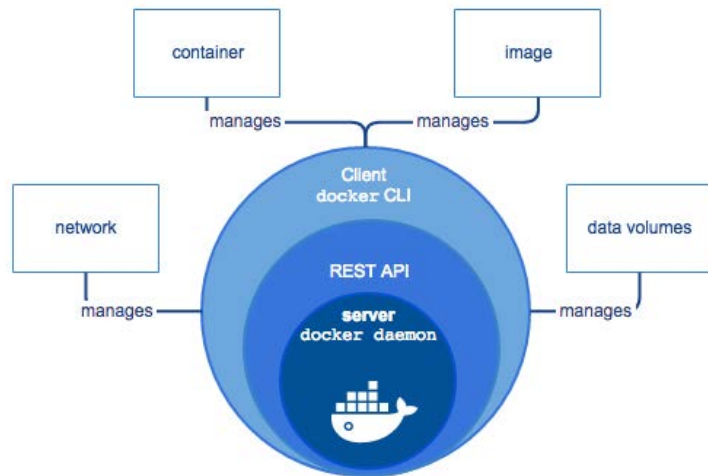 container
image
manages
manages
Client
docker CLI
network
data volumes
REST API
manages
server
docker daemon
manages